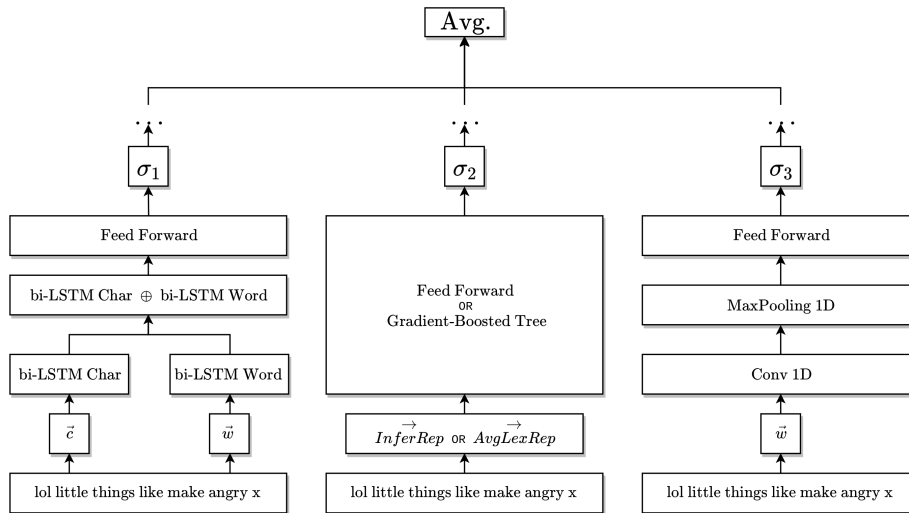 Avg.
... ... ...
σ1 σ2 σ3
Feed Forward
bi-LSTM Char ⊕ bi-LSTM Word
bi-LSTM Char bi-LSTM Word
c⃗ w⃗
lol little things like make angry x
Feed Forward
OR
Gradient-Boosted Tree
InferRep→ OR AvgLexRep→
lol little things like make angry x
Feed Forward
MaxPooling 1D
Conv 1D
w⃗
lol little things like make angry x